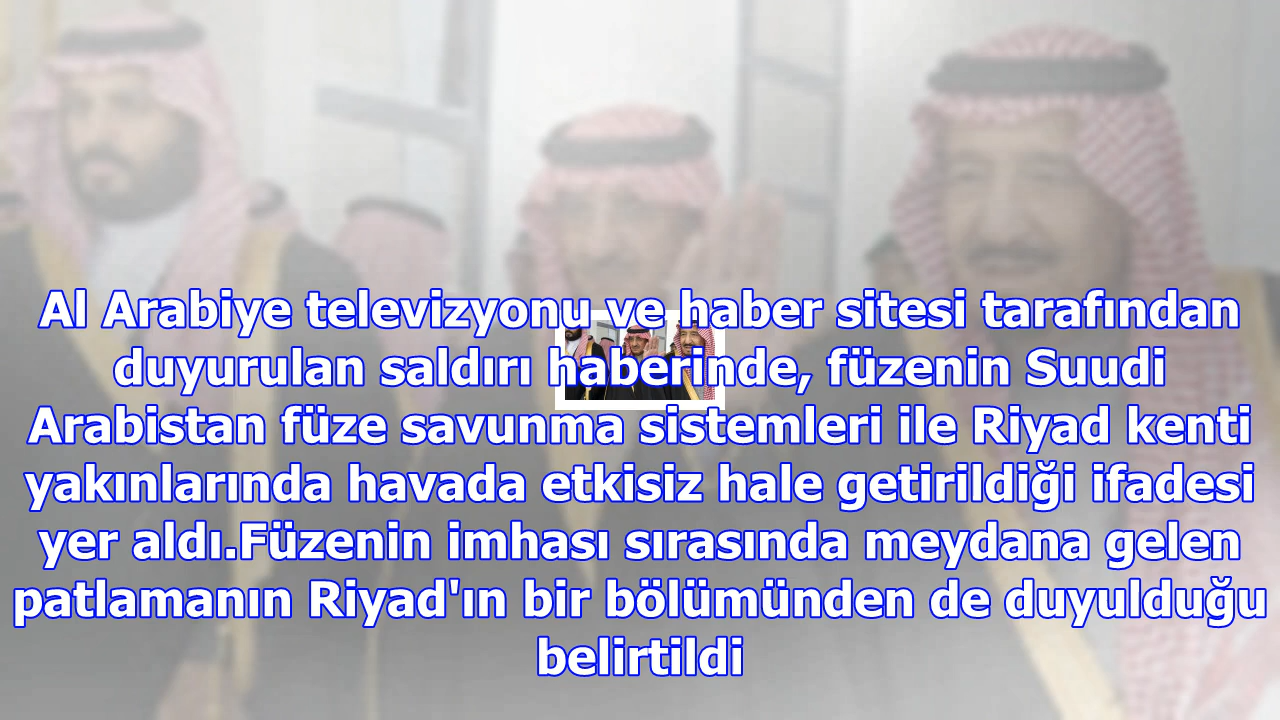 Al Arabiye televizyonu ve haber sitesi tarafından
duyurulan saldırı haberinde, füzenin Suudi
Arabistan füze savunma sistemleri ile Riyad kenti
yakınlarında havada etkisiz hale getirildiği ifadesi
yer aldı.Füzenin imhası sırasında meydana gelen
patlamanın Riyad'ın bir bölümünden de duyulduğu
belirtildi